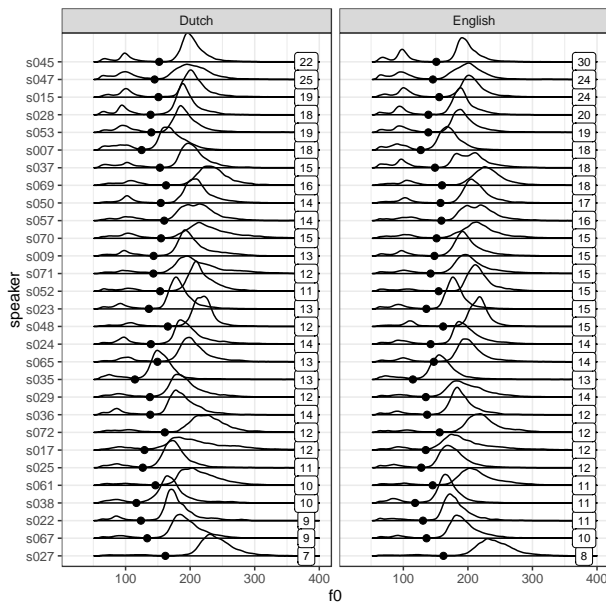 Dutch English
speaker
s045 22 30
s047 25 24
s015 19 24
s028 18 20
s053 19 19
s007 18 18
s037 15 18
s069 16 18
s050 14 17
s057 14 16
s070 15 15
s009 13 15
s071 12 15
s052 11 15
s023 13 15
s048 12 15
s024 14 14
s065 13 14
s035 13 13
s029 12 14
s036 14 12
s072 12 12
s017 12 12
s025 11 12
s061 10 11
s038 10 11
s022 9 11
s067 9 10
s027 7 8
100 200 300 400 100 200 300 400
f0